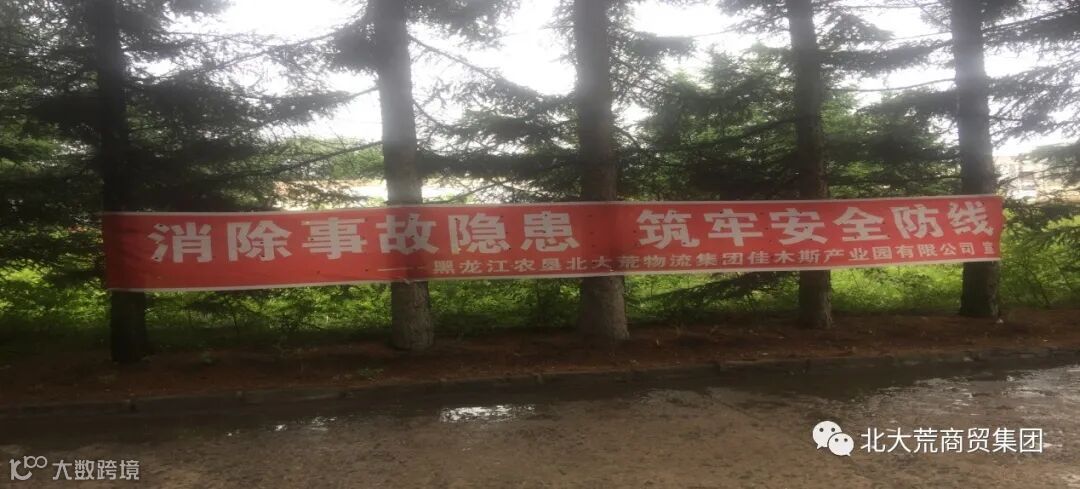 消除事故隐患 筑牢安全防线
——黑龙江农垦北大荒物流集团佳木斯产业园有限公司 宣
北大荒商贸集团
大数跨境